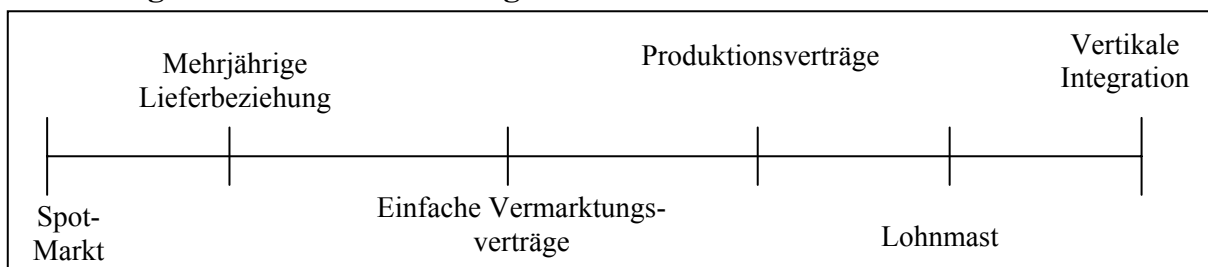 Mehrjährige
Lieferbeziehung
Produktionsverträge
Vertikale
Integration
Spot-
Markt
Einfache Vermarktungs-
verträge
Lohnmast